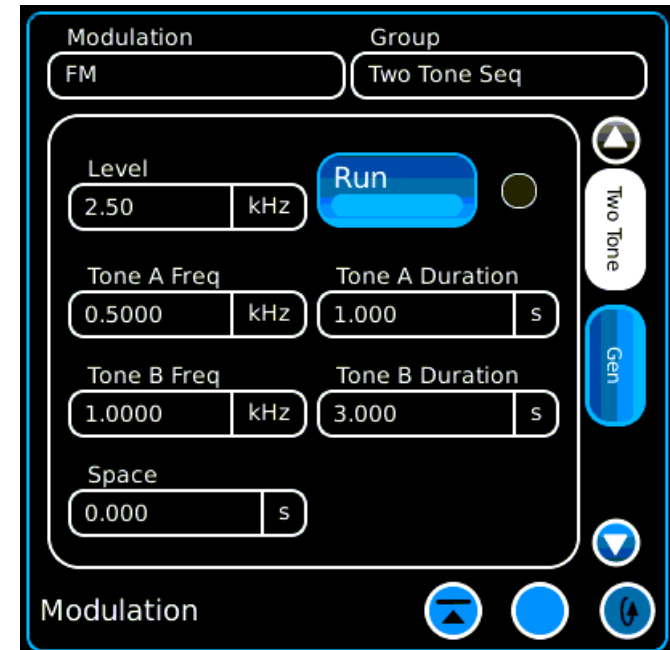 Modulation
Group
FM
Two Tone Seq
Level
2.50
kHz
Run
Two Tone
Tone A Freq
Tone A Duration
0.5000
kHz
1.000
s
Gen
Tone B Freq
Tone B Duration
1.0000
kHz
3.000
s
Space
0.000
s
Modulation